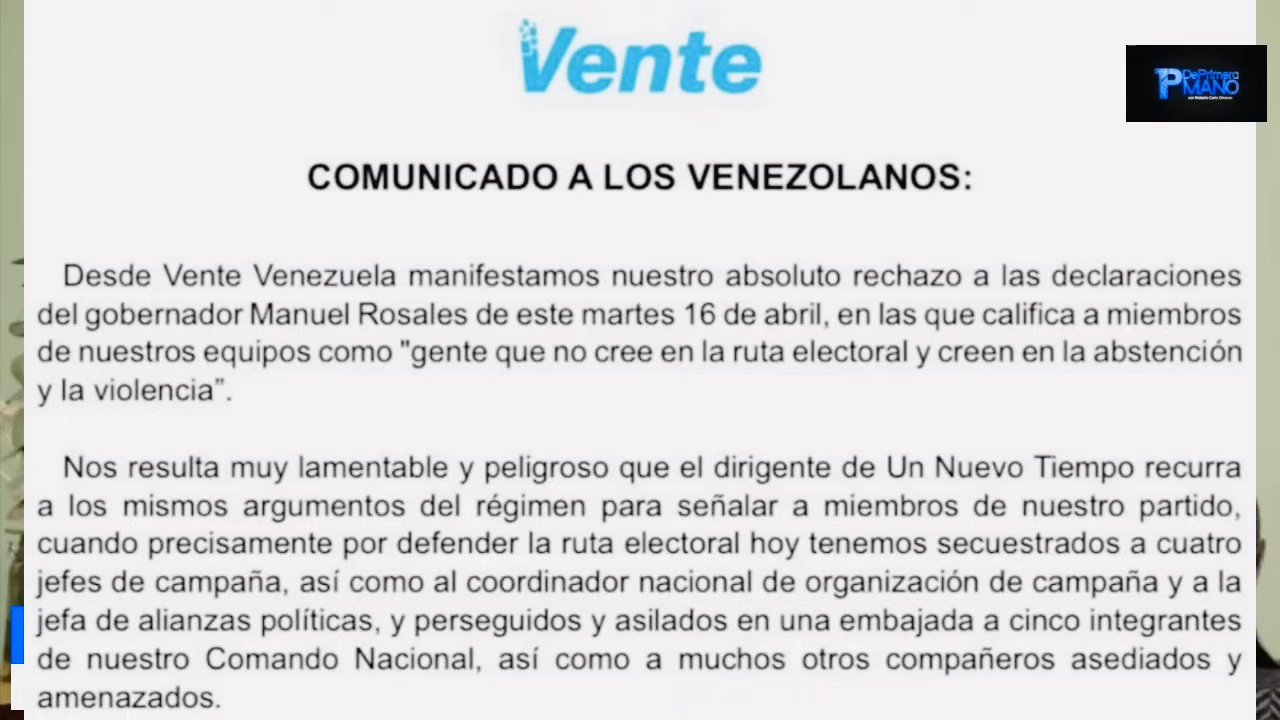 Vente
DePrimera
MANO
COMUNICADO A LOS VENEZOLANOS:
Desde Vente Venezuela manifestamos nuestro absoluto rechazo a las declaraciones
del gobernador Manuel Rosales de este martes 16 de abril, en las que califica a miembros
de nuestros equipos como "gente que no cree en la ruta electoral y creen en la abstención
y la violencia”.
Nos resulta muy lamentable y peligroso que el dirigente de Un Nuevo Tiempo recurra
a los mismos argumentos del régimen para señalar a miembros de nuestro partido,
cuando precisamente por defender la ruta electoral hoy tenemos secuestrados a cuatro
jefes de campaña, así como al coordinador nacional de organización de campaña y a la
jefa de alianzas políticas, y perseguidos y asilados en una embajada a cinco integrantes
de nuestro Comando Nacional, así como a muchos otros compañeros asediados y
amenazados.